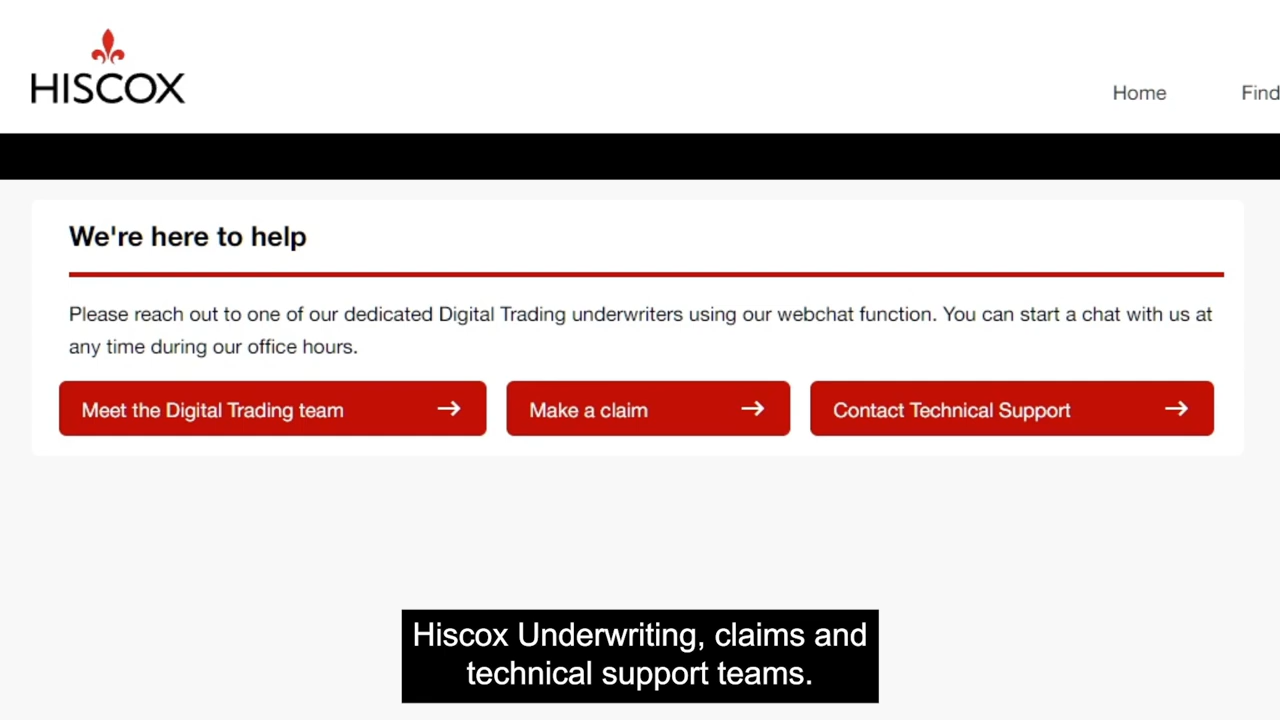 HISCOX
Home
Find
We're here to help
Please reach out to one of our dedicated Digital Trading underwriters using our webchat function. You can start a chat with us at
any time during our office hours.
Meet the Digital Trading team
Make a claim
Contact Technical Support
Hiscox Underwriting, claims and
technical support teams.